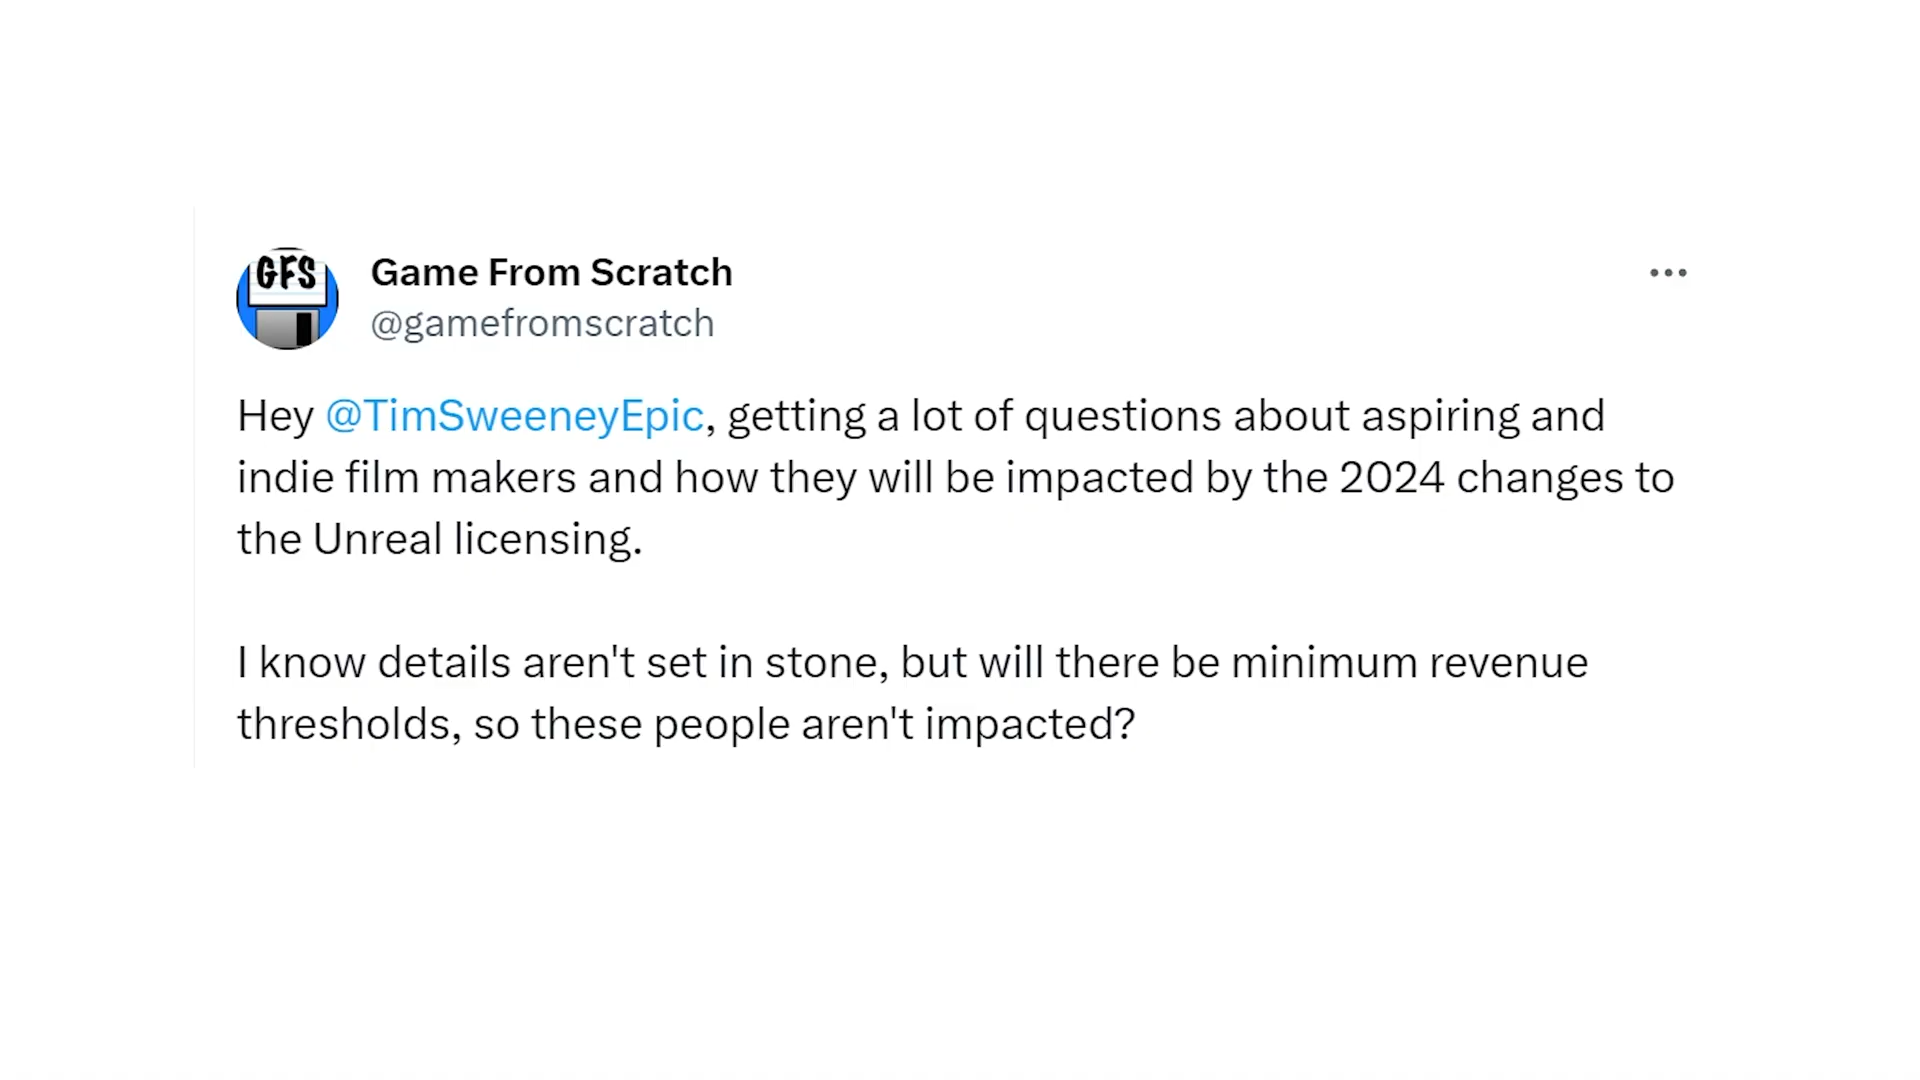 GFS
Game From Scratch
@gamefromscratch
Hey @TimSweeneyEpic, getting a lot of questions about aspiring and
indie film makers and how they will be impacted by the 2024 changes to
the Unreal licensing.
I know details aren't set in stone, but will there be minimum revenue
thresholds, so these people aren't impacted?